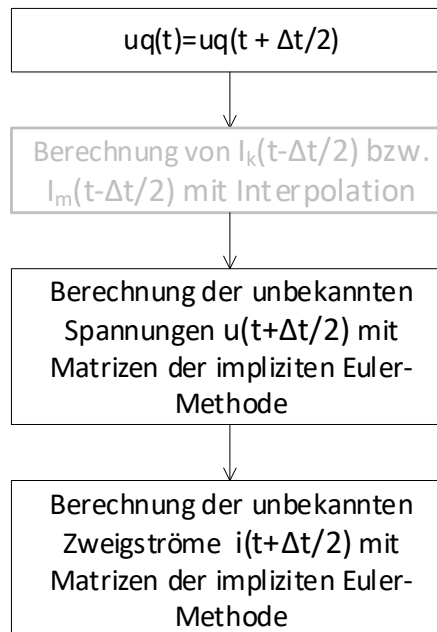 uq(t)=uq(t + Δt/2)
Berechnung von Iₖ(t-Δt/2) bzw.
Iₘ(t-Δt/2) mit Interpolation
Berechnung der unbekannten
Spannungen u(t+Δt/2) mit
Matrizen der impliziten Euler-
Methode
Berechnung der unbekannten
Zweigströme i(t+Δt/2) mit
Matrizen der impliziten Euler-
Methode